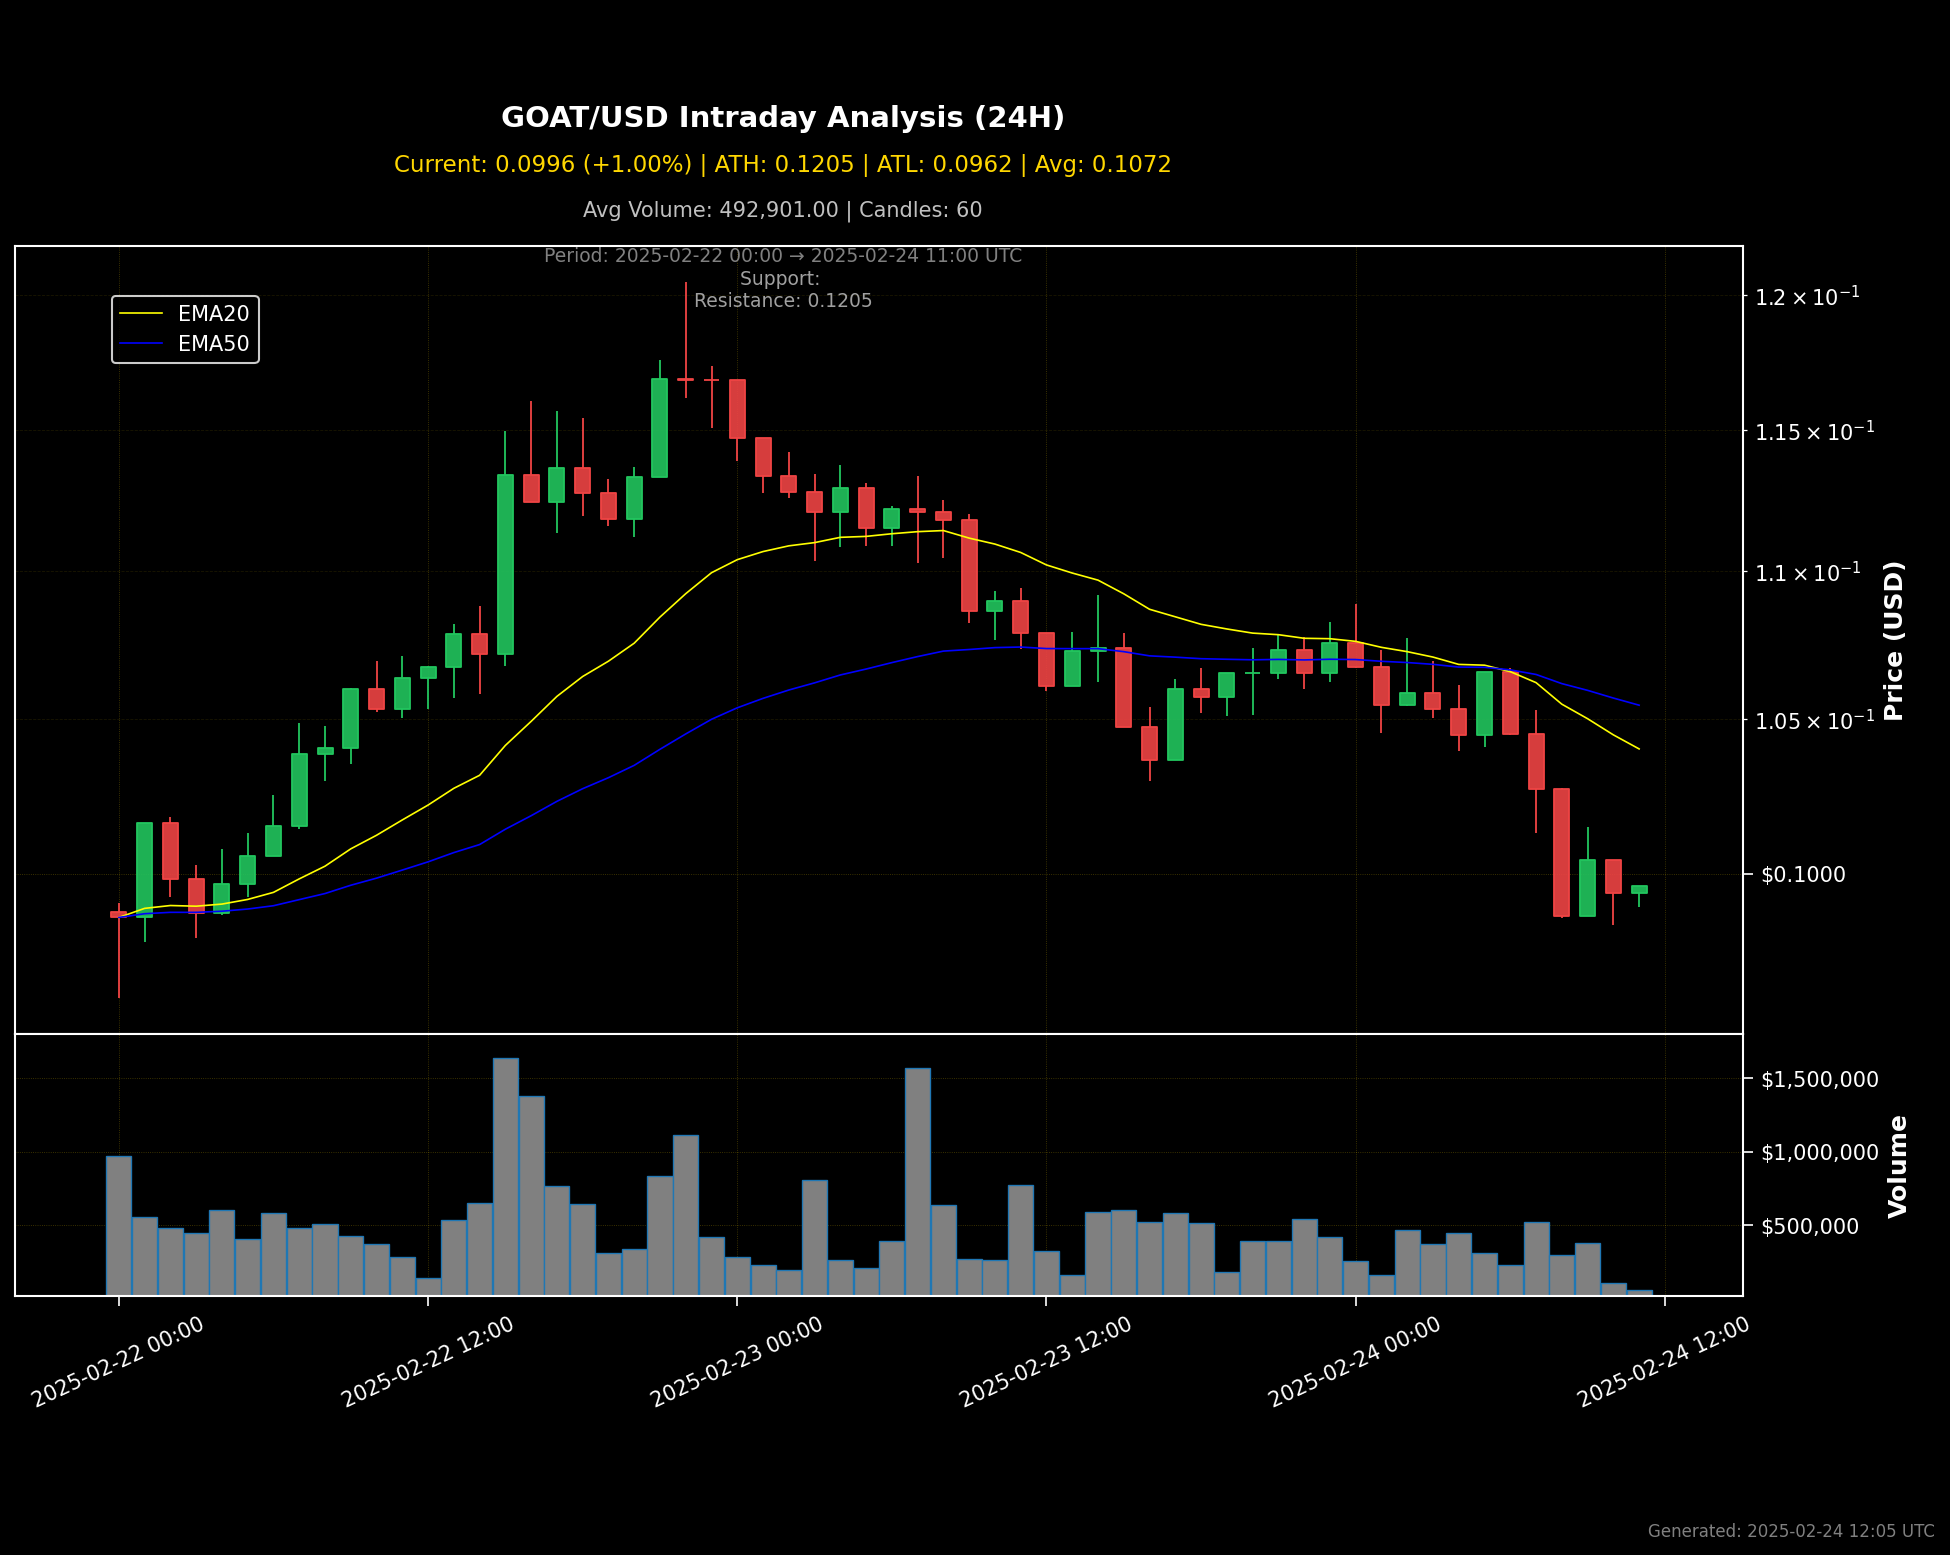 GOAT/USD Intraday Analysis (24H)
Current: 0.0996 (+1.00%) | ATH: 0.1205 | ATL: 0.0962 | Avg: 0.1072
Avg Volume: 492,901.00 | Candles: 60
Period: 2025-02-22 00:00 → 2025-02-24 11:00 UTC
Support:
Resistance: 0.1205
EMA20
EMA50
1.2 × 10⁻¹
1.15 × 10⁻¹
1.1 × 10⁻¹
1.05 × 10⁻¹
$0.1000
Price (USD)
$1,500,000
$1,000,000
$500,000
Volume
2025-02-22 00:00
2025-02-22 12:00
2025-02-23 00:00
2025-02-23 12:00
2025-02-24 00:00
2025-02-24 12:00
Generated: 2025-02-24 12:05 UTC